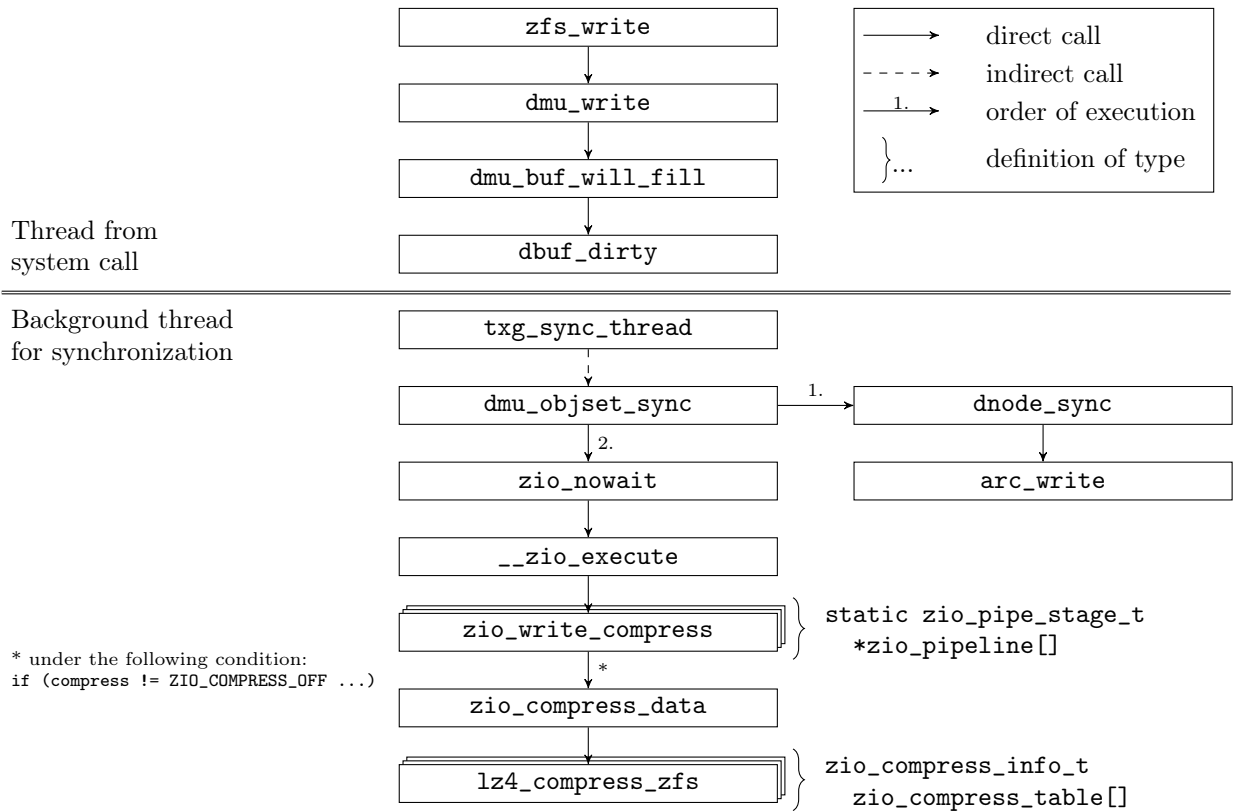 zfs_write
dmu_write
dmu_buf_will_fill
dbuf_dirty
direct call
indirect call
1. order of execution
}... definition of type
Thread from
system call
Background thread
for synchronization
txg_sync_thread
dmu_objset_sync
1.
dnode_sync
2.
arc_write
zio_nowait
__zio_execute
zio_write_compress
static zio_pipe_stage_t
*zio_pipeline[]
*
* under the following condition:
if (compress != ZIO_COMPRESS_OFF ...)
zio_compress_data
lz4_compress_zfs
zio_compress_info_t
zio_compress_table[]